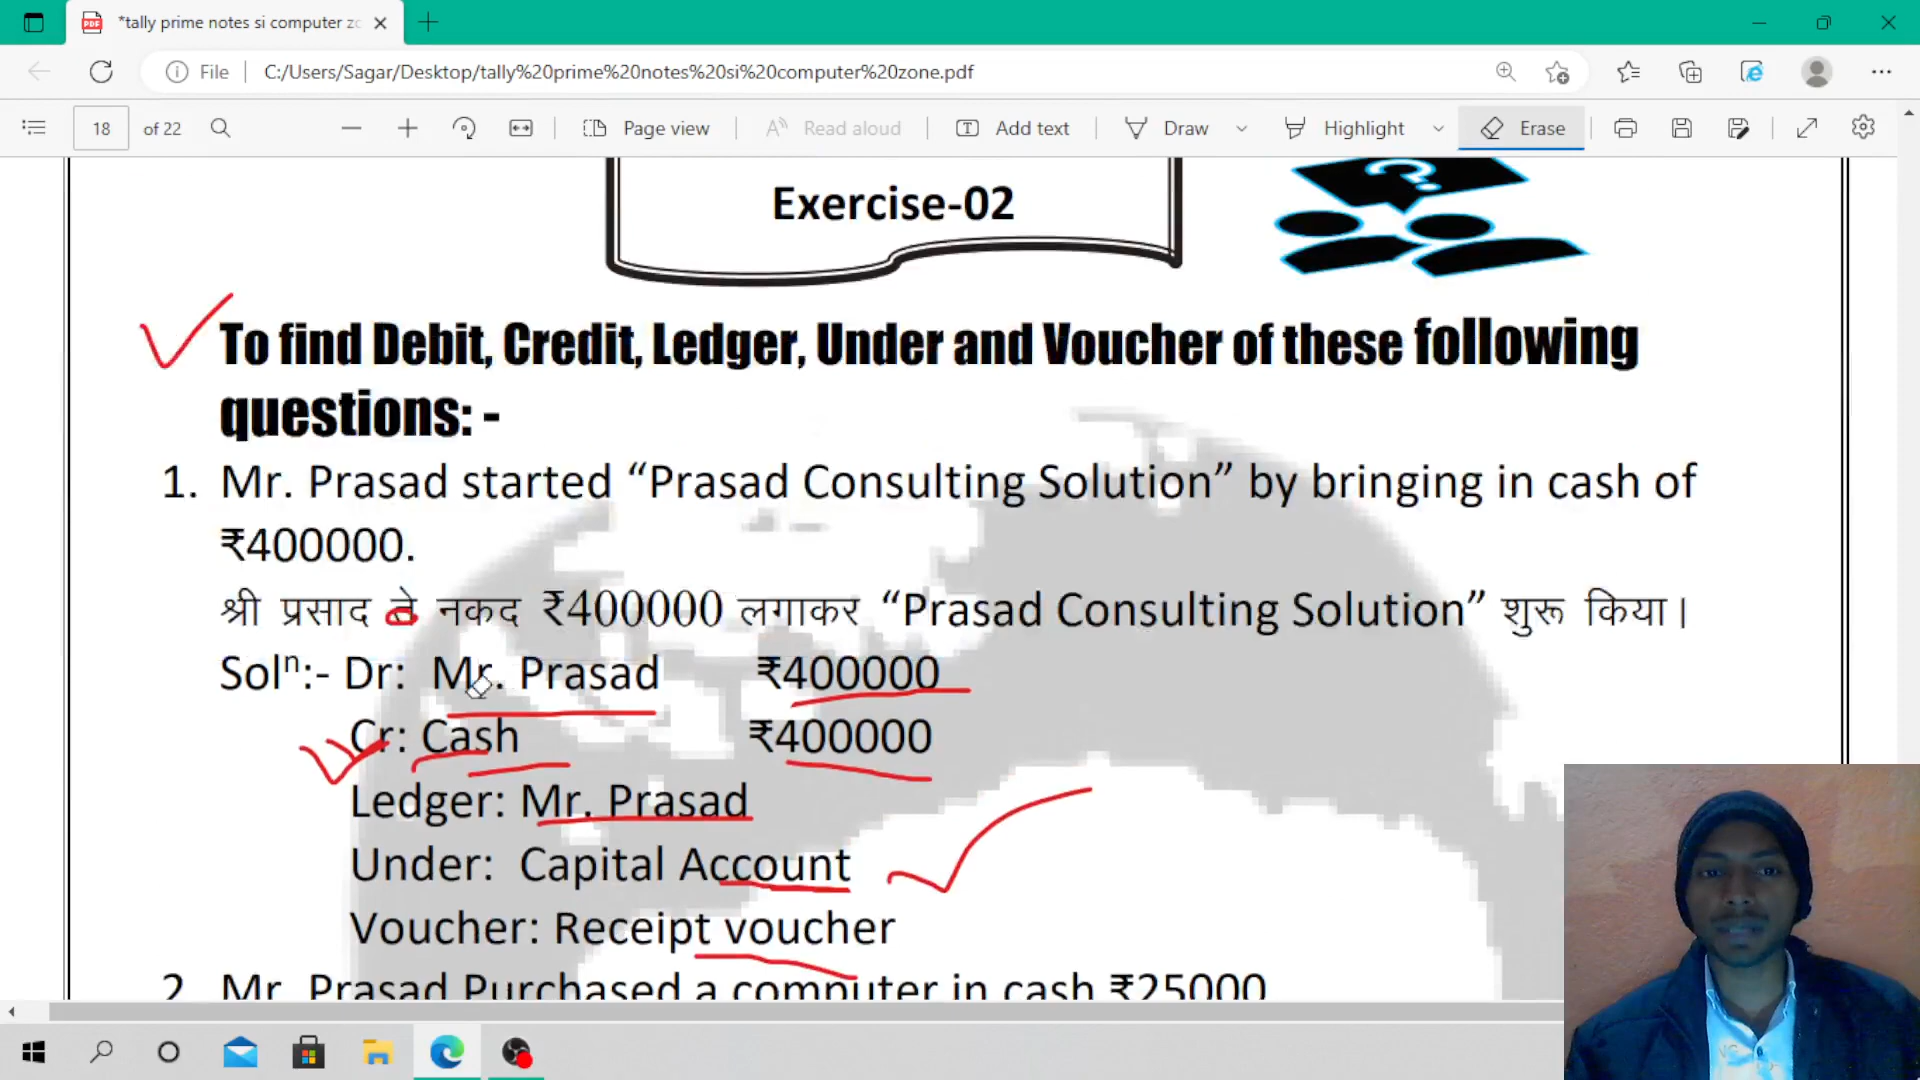 *tally prime notes si computer zo
File
C:/Users/Sagar/Desktop/tally%20prime%20notes%20si%20computer%20zone.pdf
18 of 22
Page view
Read aloud
Add text
Draw
Highlight
Erase
Exercise-02
To find Debit, Credit, Ledger, Under and Voucher of these following
questions: -
1. Mr. Prasad started “Prasad Consulting Solution” by bringing in cash of
₹400000.
श्री प्रसाद ने नकद ₹400000 लगाकर “Prasad Consulting Solution” शुरू किया।
Solⁿ:- Dr: Mr. Prasad ₹400000
Cr: Cash ₹400000
Ledger: Mr. Prasad
Under: Capital Account
Voucher: Receipt voucher
2. Mr. Prasad Purchased a computer in cash ₹25000